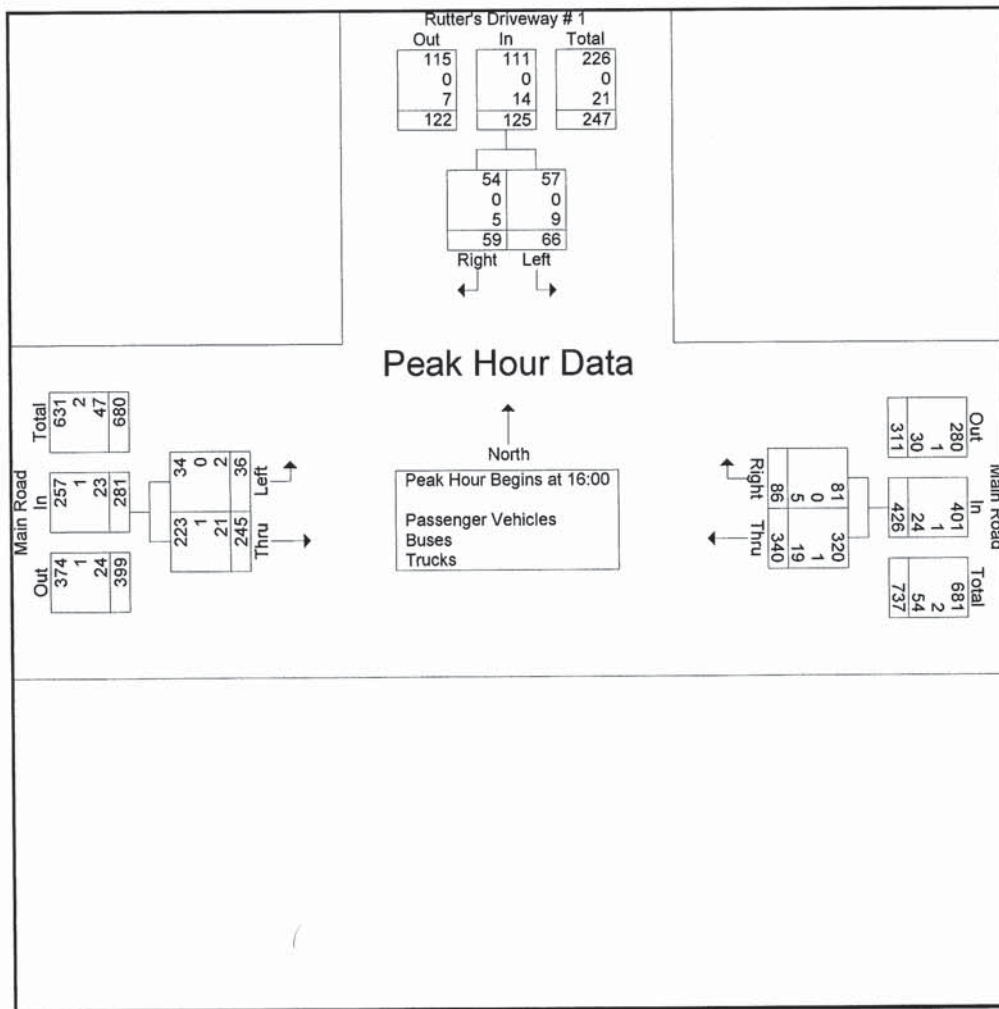 Rutter's Driveway # 1
Out In Total
115 111 226
0 0 0
7 14 21
122 125 247
54 57
0 0
5 9
59 66
Right Left
Peak Hour Data
North
Peak Hour Begins at 16:00
Passenger Vehicles
Buses
Trucks
Main Road
Out In Total
374 257 631
1 1 2
24 23 47
399 281 680
Thru Left
223 34
1 0
21 2
245 36
Main Road
Out In Total
280 401 681
1 1 2
30 24 54
311 426 737
Right Thru
81 320
0 1
5 19
86 340